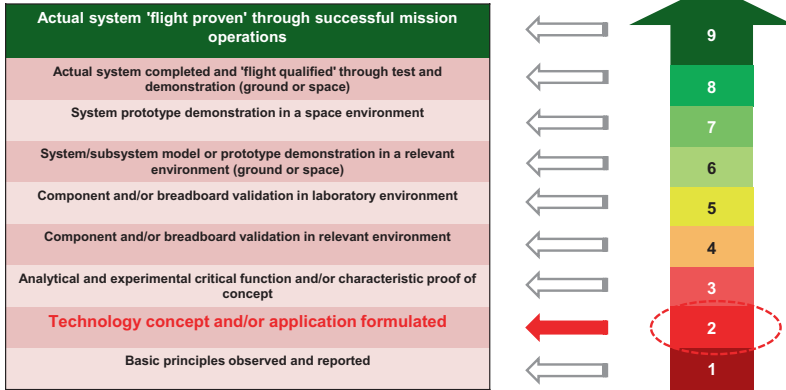 Actual system 'flight proven' through successful mission
operations
9
Actual system completed and 'flight qualified' through test and
demonstration (ground or space)
8
System prototype demonstration in a space environment
7
System/subsystem model or prototype demonstration in a relevant
environment (ground or space)
6
Component and/or breadboard validation in laboratory environment
5
Component and/or breadboard validation in relevant environment
4
Analytical and experimental critical function and/or characteristic proof of
concept
3
Technology concept and/or application formulated
2
Basic principles observed and reported
1